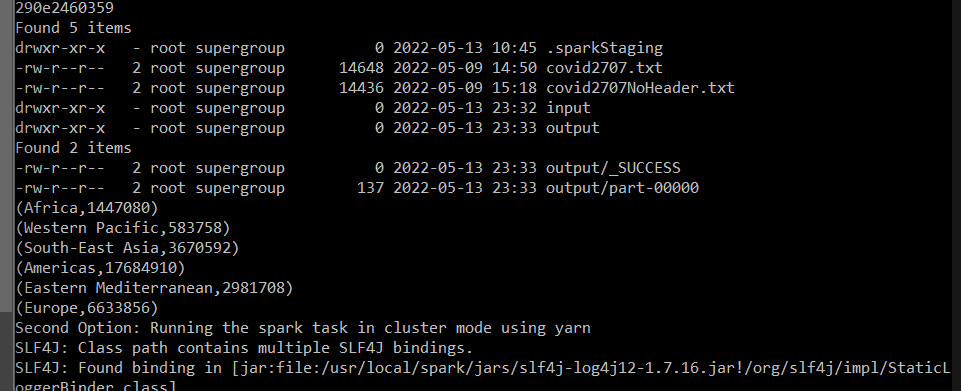 290e2460359
Found 5 items
drwxr-xr-x   - root supergroup          0 2022-05-13 10:45 .sparkStaging
-rw-r--r--   2 root supergroup      14648 2022-05-09 14:50 covid2707.txt
-rw-r--r--   2 root supergroup      14436 2022-05-09 15:18 covid2707NoHeader.txt
drwxr-xr-x   - root supergroup          0 2022-05-13 23:32 input
drwxr-xr-x   - root supergroup          0 2022-05-13 23:33 output
Found 2 items
-rw-r--r--   2 root supergroup          0 2022-05-13 23:33 output/_SUCCESS
-rw-r--r--   2 root supergroup        137 2022-05-13 23:33 output/part-00000
(Africa,1447080)
(Western Pacific,583758)
(South-East Asia,3670592)
(Americas,17684910)
(Eastern Mediterranean,2981708)
(Europe,6633856)
Second Option: Running the spark task in cluster mode using yarn
SLF4J: Class path contains multiple SLF4J bindings.
SLF4J: Found binding in [jar:file:/usr/local/spark/jars/slf4j-log4j12-1.7.16.jar!/org/slf4j/impl/StaticL
oggerBinder.class]